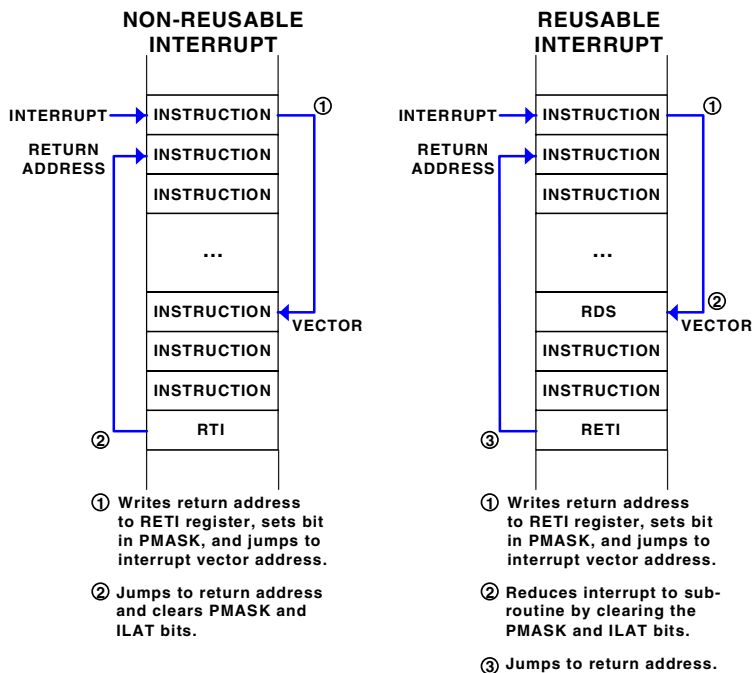 NON-REUSABLE
INTERRUPT
INTERRUPT
INSTRUCTION
①
RETURN
ADDRESS
INSTRUCTION
INSTRUCTION
...
INSTRUCTION
VECTOR
INSTRUCTION
INSTRUCTION
②
RTI
① Writes return address
to RETI register, sets bit
in PMASK, and jumps to
interrupt vector address.
② Jumps to return address
and clears PMASK and
ILAT bits.
REUSABLE
INTERRUPT
INTERRUPT
INSTRUCTION
①
RETURN
ADDRESS
INSTRUCTION
INSTRUCTION
...
RDS
②
VECTOR
INSTRUCTION
INSTRUCTION
③
RETI
① Writes return address
to RETI register, sets bit
in PMASK, and jumps to
interrupt vector address.
② Reduces interrupt to sub-
routine by clearing the
PMASK and ILAT bits.
③ Jumps to return address.